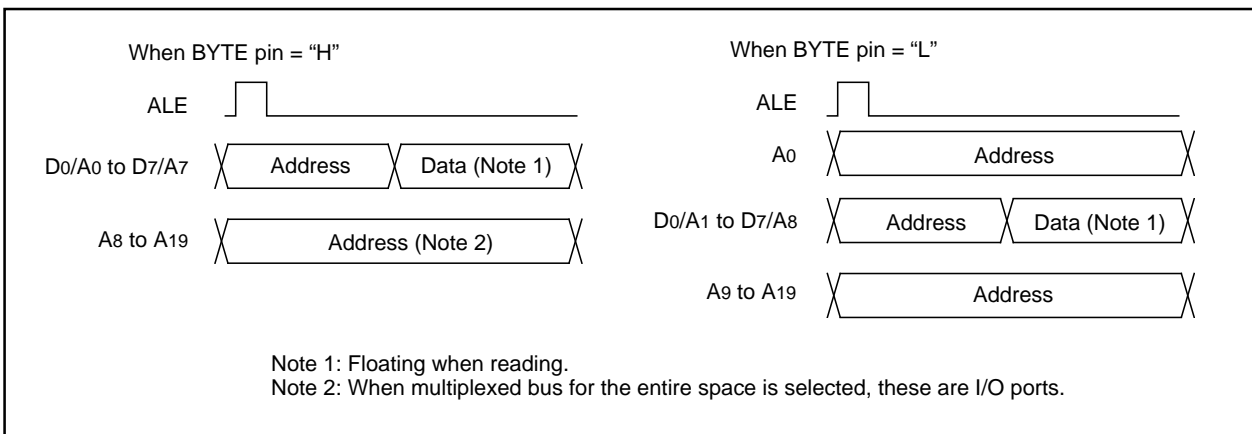 When BYTE pin = “H”
ALE
D0/A0 to D7/A7
Address
Data (Note 1)
A8 to A19
Address (Note 2)
When BYTE pin = “L”
ALE
A0
Address
D0/A1 to D7/A8
Address
Data (Note 1)
A9 to A19
Address
Note 1: Floating when reading.
Note 2: When multiplexed bus for the entire space is selected, these are I/O ports.